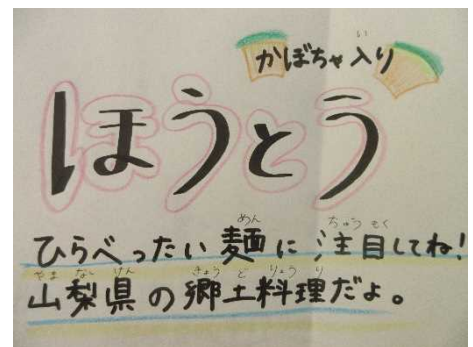 かぼちゃ入り
ほうとう
ひらべったい麺に注目してね!
山梨県の郷土料理だよ。